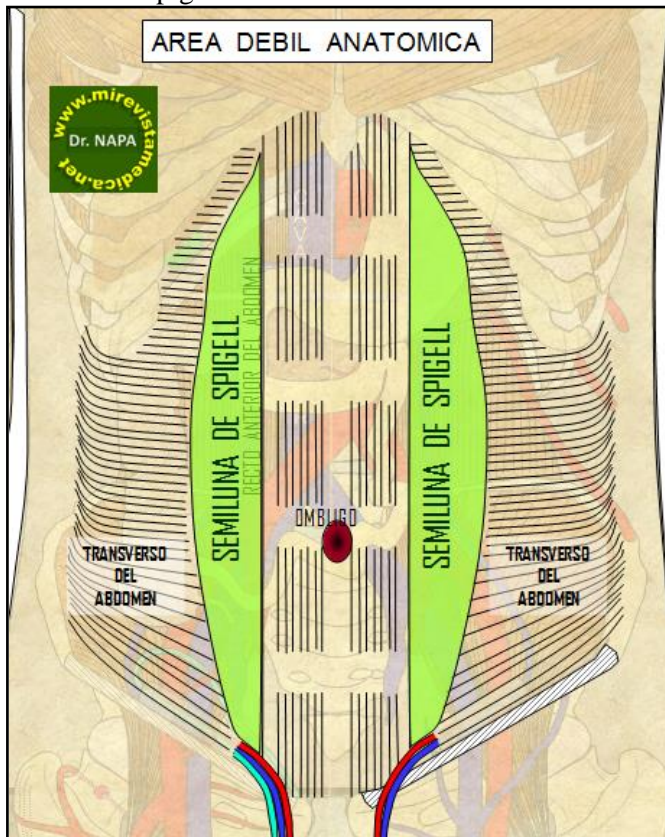 AREA DEBIL ANATOMICA
www.mirevistamedica.net
Dr. NAPA
SEMILUNA DE SPIGELL
RECTO ANTERIOR DEL ABDOMEN
SEMILUNA DE SPIGELL
OMBLIGO
TRANSVERSO
DEL
ABDOMEN
TRANSVERSO
DEL
ABDOMEN